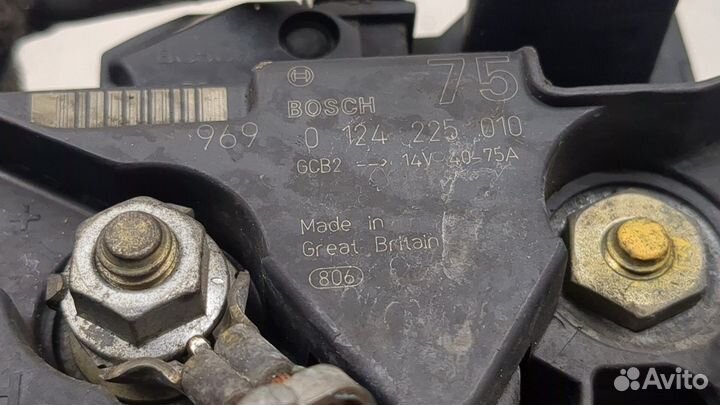 75
BOSCH
969 0 124 225 010
GCB2 --> 14V 40-75A
Made in
Great Britain
806
Avito